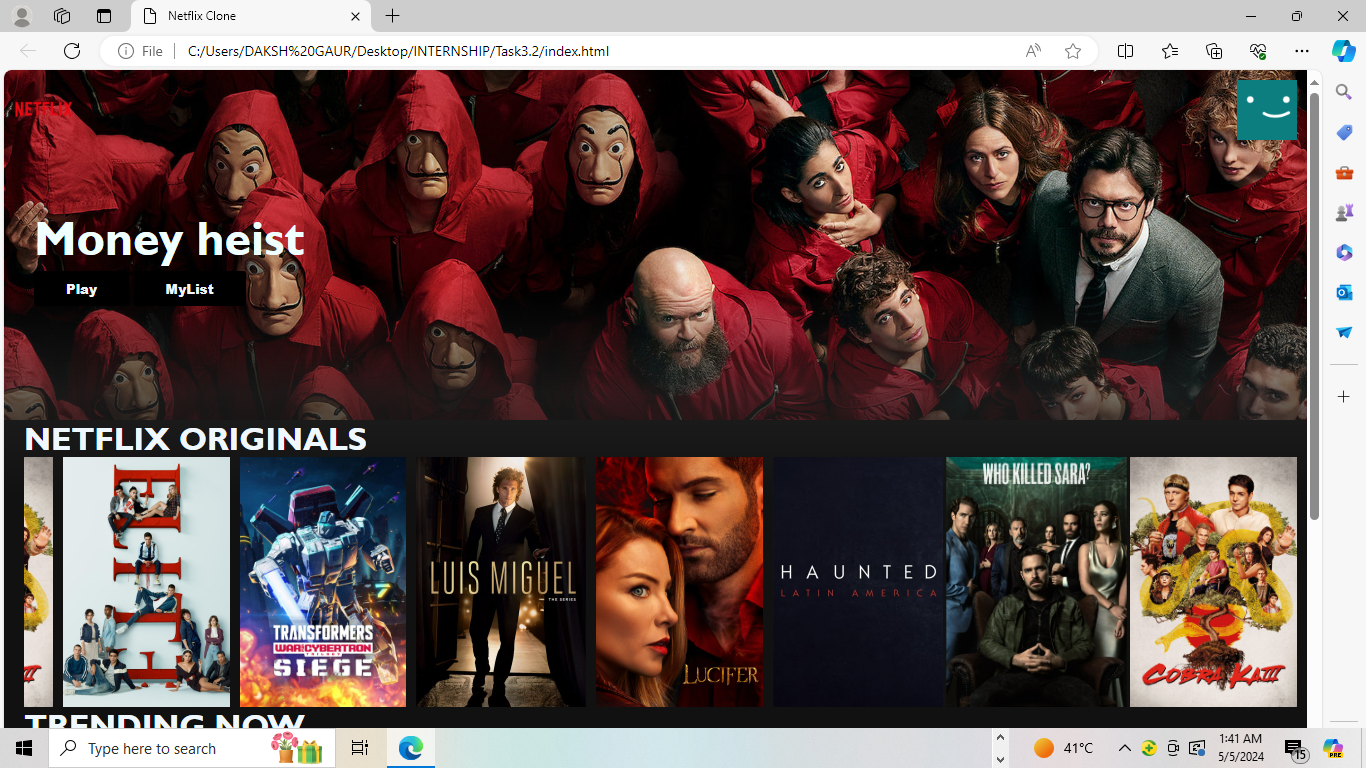 Netflix Clone
File
C:/Users/DAKSH%20GAUR/Desktop/INTERNSHIP/Task3.2/index.html
NETFLIX
Money heist
Play MyList
NETFLIX ORIGINALS
ELITE
TRANSFORMERS
WAR FOR CYBERTRON
TRILOGY
SIEGE
LUIS MIGUEL
THE SERIES
LUCIFER
HAUNTED
LATIN AMERICA
WHO KILLED SARA?
COBRA KAI III
TRENDING NOW
Type here to search
41°C
1:41 AM
5/5/2024
15
PRE